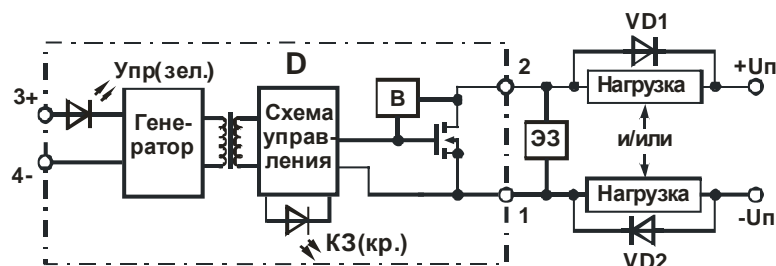 VD1
D
2
+Uп
Упр(зел.)
В
Нагрузка
3+
Гене-
ратор
Схема
управ-
ления
ЭЗ
и/или
4-
1
Нагрузка
-Uп
КЗ(кр.)
VD2